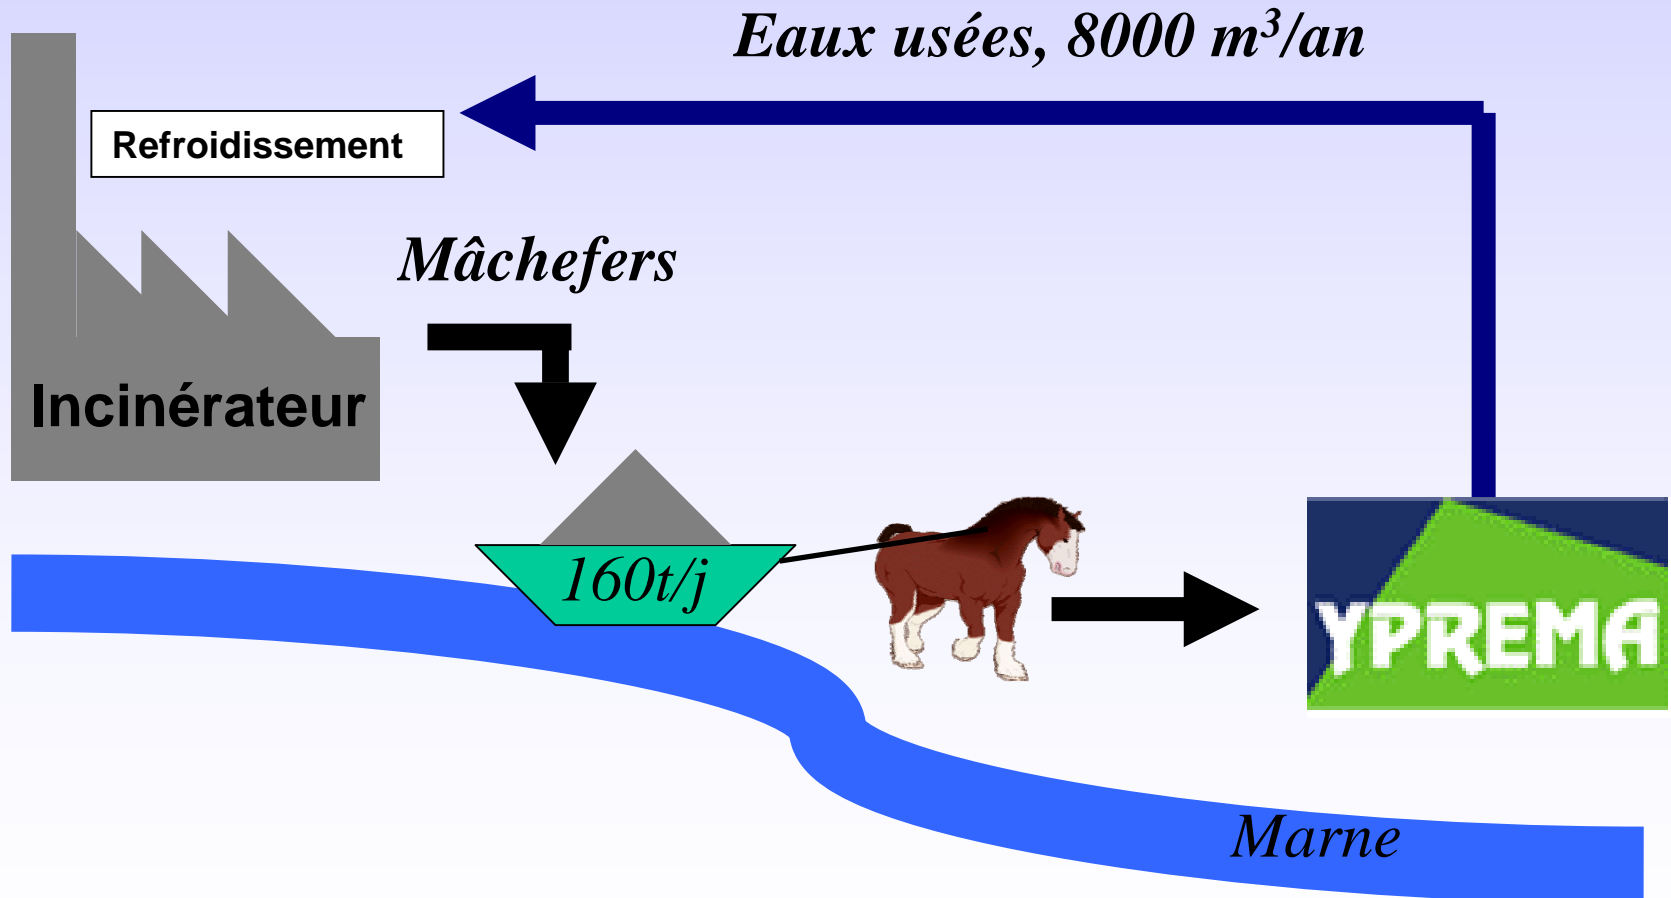 Eaux usées, 8000 m³/an
Refroidissement
Mâchefers
Incinérateur
160t/j
YPREMA
Marne